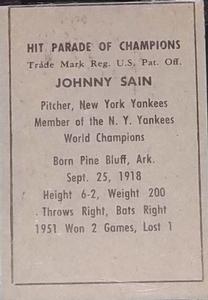 HIT PARADE OF CHAMPIONS
Trade Mark Reg. U.S. Pat. Off.
JOHNNY SAIN
Pitcher, New York Yankees
Member of the N. Y. Yankees
World Champions
Born Pine Bluff, Ark.
Sept. 25, 1918
Height 6-2, Weight 200
Throws Right, Bats Right
1951 Won 2 Games, Lost 1